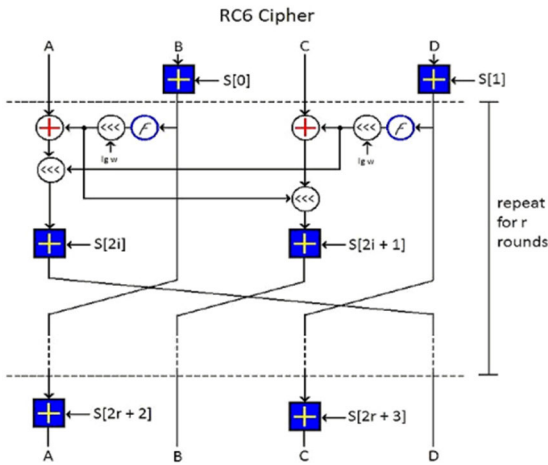 RC6 Cipher
A B C D
S[0] S[1]
<<< F <<< F
lg w lg w
<<<
<<<
S[2i] S[2i + 1]
repeat
for r
rounds
S[2r + 2] S[2r + 3]
A B C D